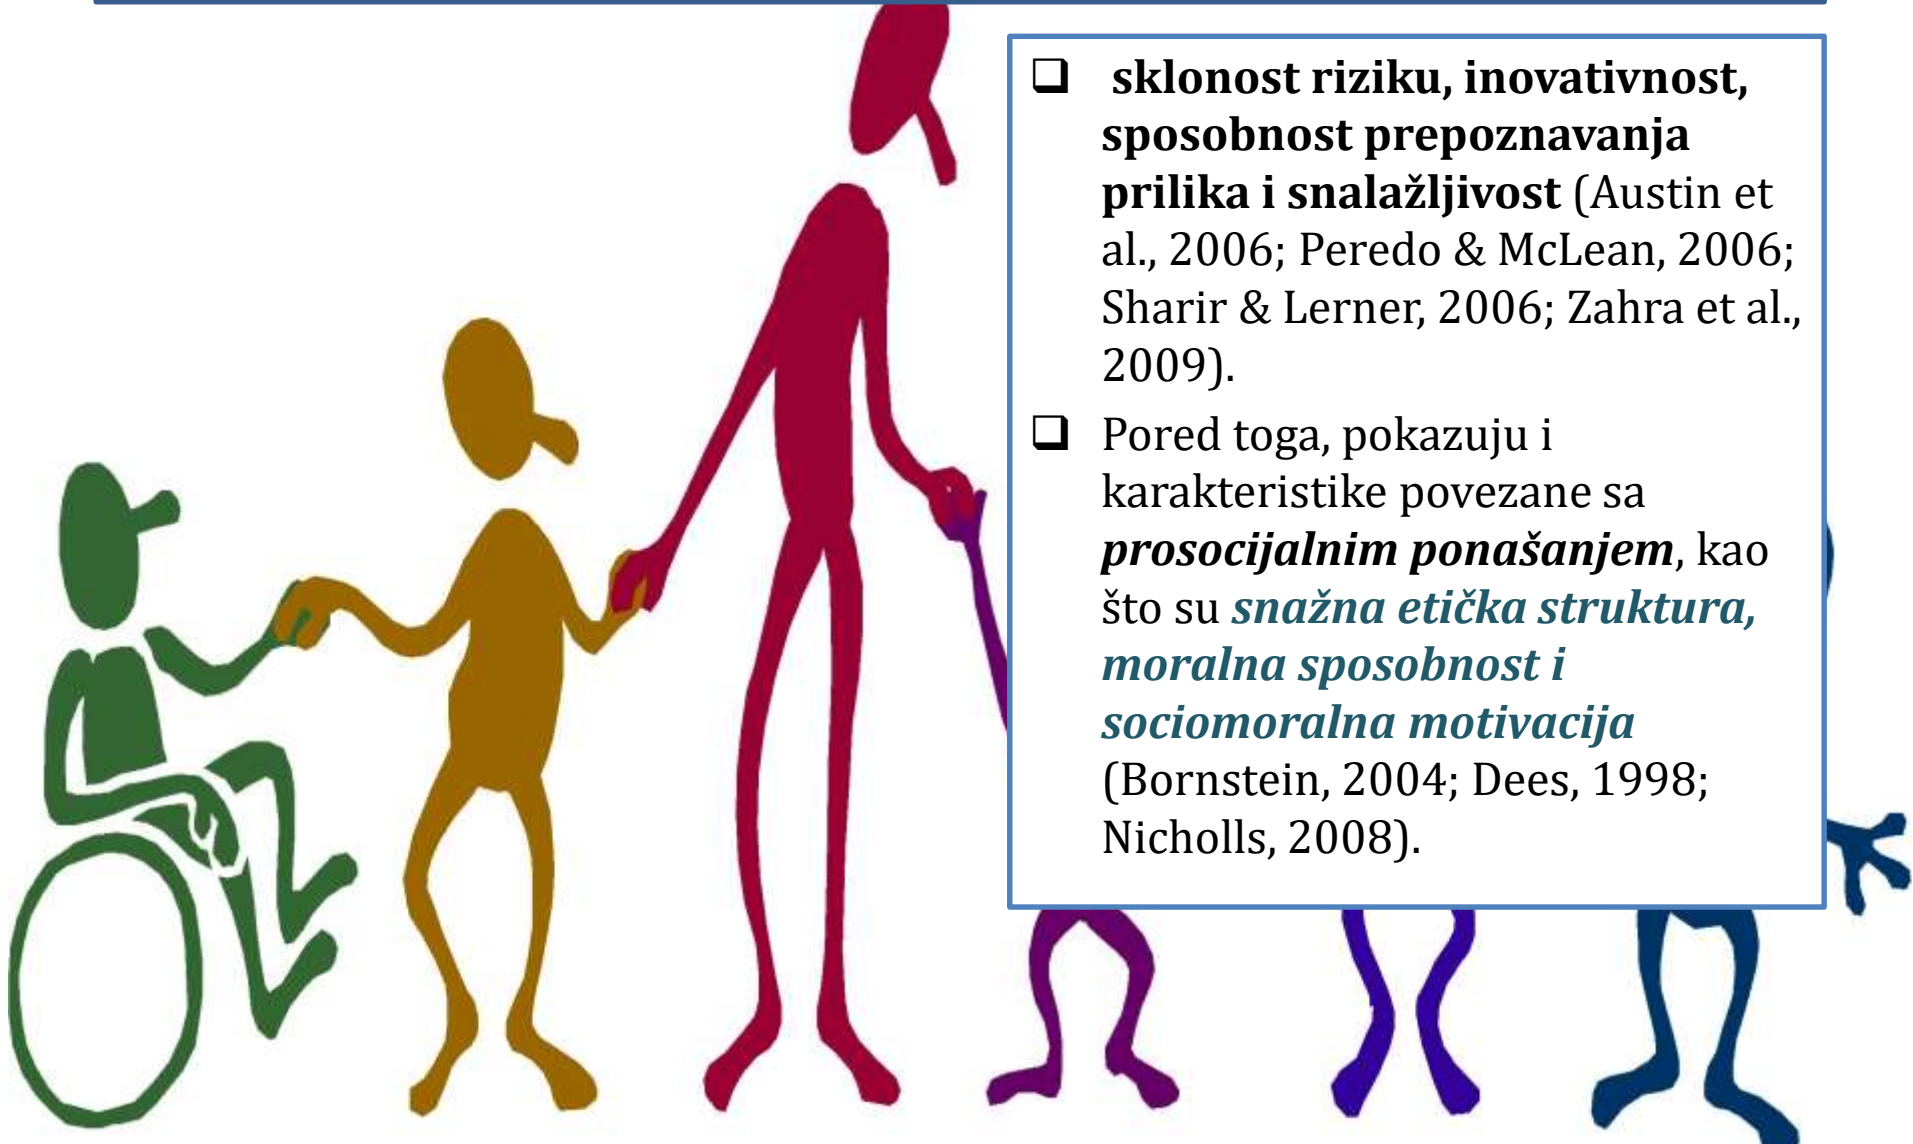 ❑ sklonost riziku, inovativnost,
sposobnost prepoznavanja
prilika i snalažljivost (Austin et
al., 2006; Peredo & McLean, 2006;
Sharir & Lerner, 2006; Zahra et al.,
2009).
❑ Pored toga, pokazuju i
karakteristike povezane sa
prosocijalnim ponašanjem, kao
što su snažna etička struktura,
moralna sposobnost i
sociomoralna motivacija
(Bornstein, 2004; Dees, 1998;
Nicholls, 2008).